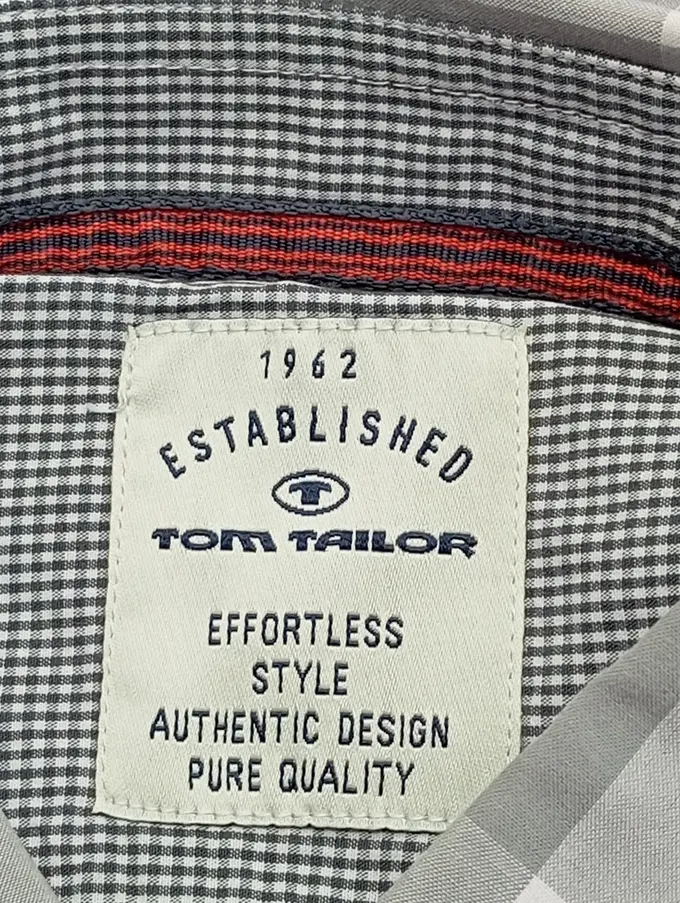 1962
ESTABLISHED
T
TOM TAILOR
EFFORTLESS
STYLE
AUTHENTIC DESIGN
PURE QUALITY